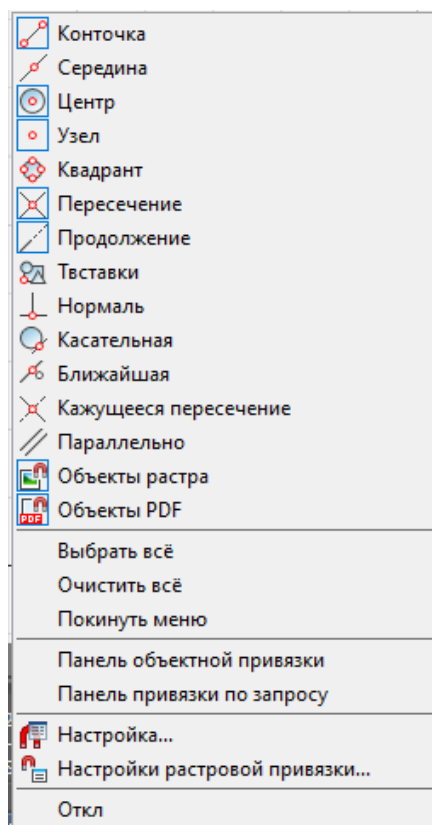 Конточка
Середина
Центр
Узел
Квадрант
Пересечение
Продолжение
Твставки
Нормаль
Касательная
Ближайшая
Кажущееся пересечение
Параллельно
Объекты растра
PDF Объекты PDF
Выбрать всё
Очистить всё
Покинуть меню
Панель объектной привязки
Панель привязки по запросу
Настройка...
Настройки растровой привязки...
Откл